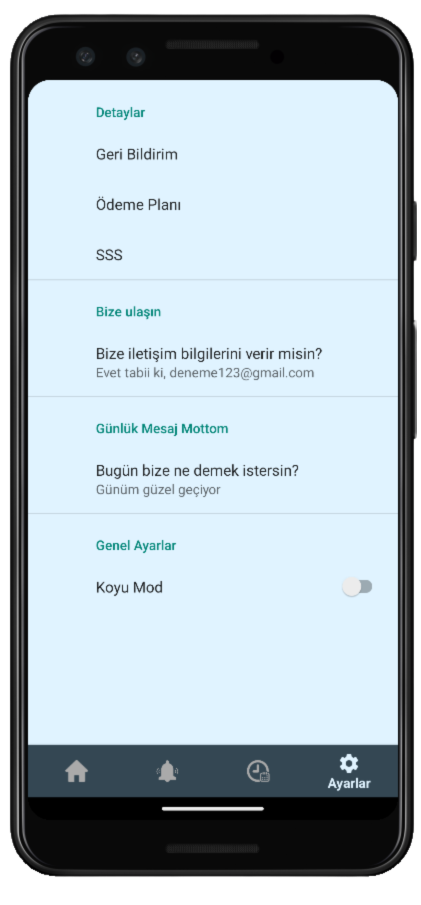 Detaylar
Geri Bildirim
Ödeme Planı
SSS
Bize ulaşın
Bize iletişim bilgilerini verir misin?
Evet tabii ki, deneme123@gmail.com
Günlük Mesaj Mottom
Bugün bize ne demek istersin?
Günüm güzel geçiyor
Genel Ayarlar
Koyu Mod
Ayarlar